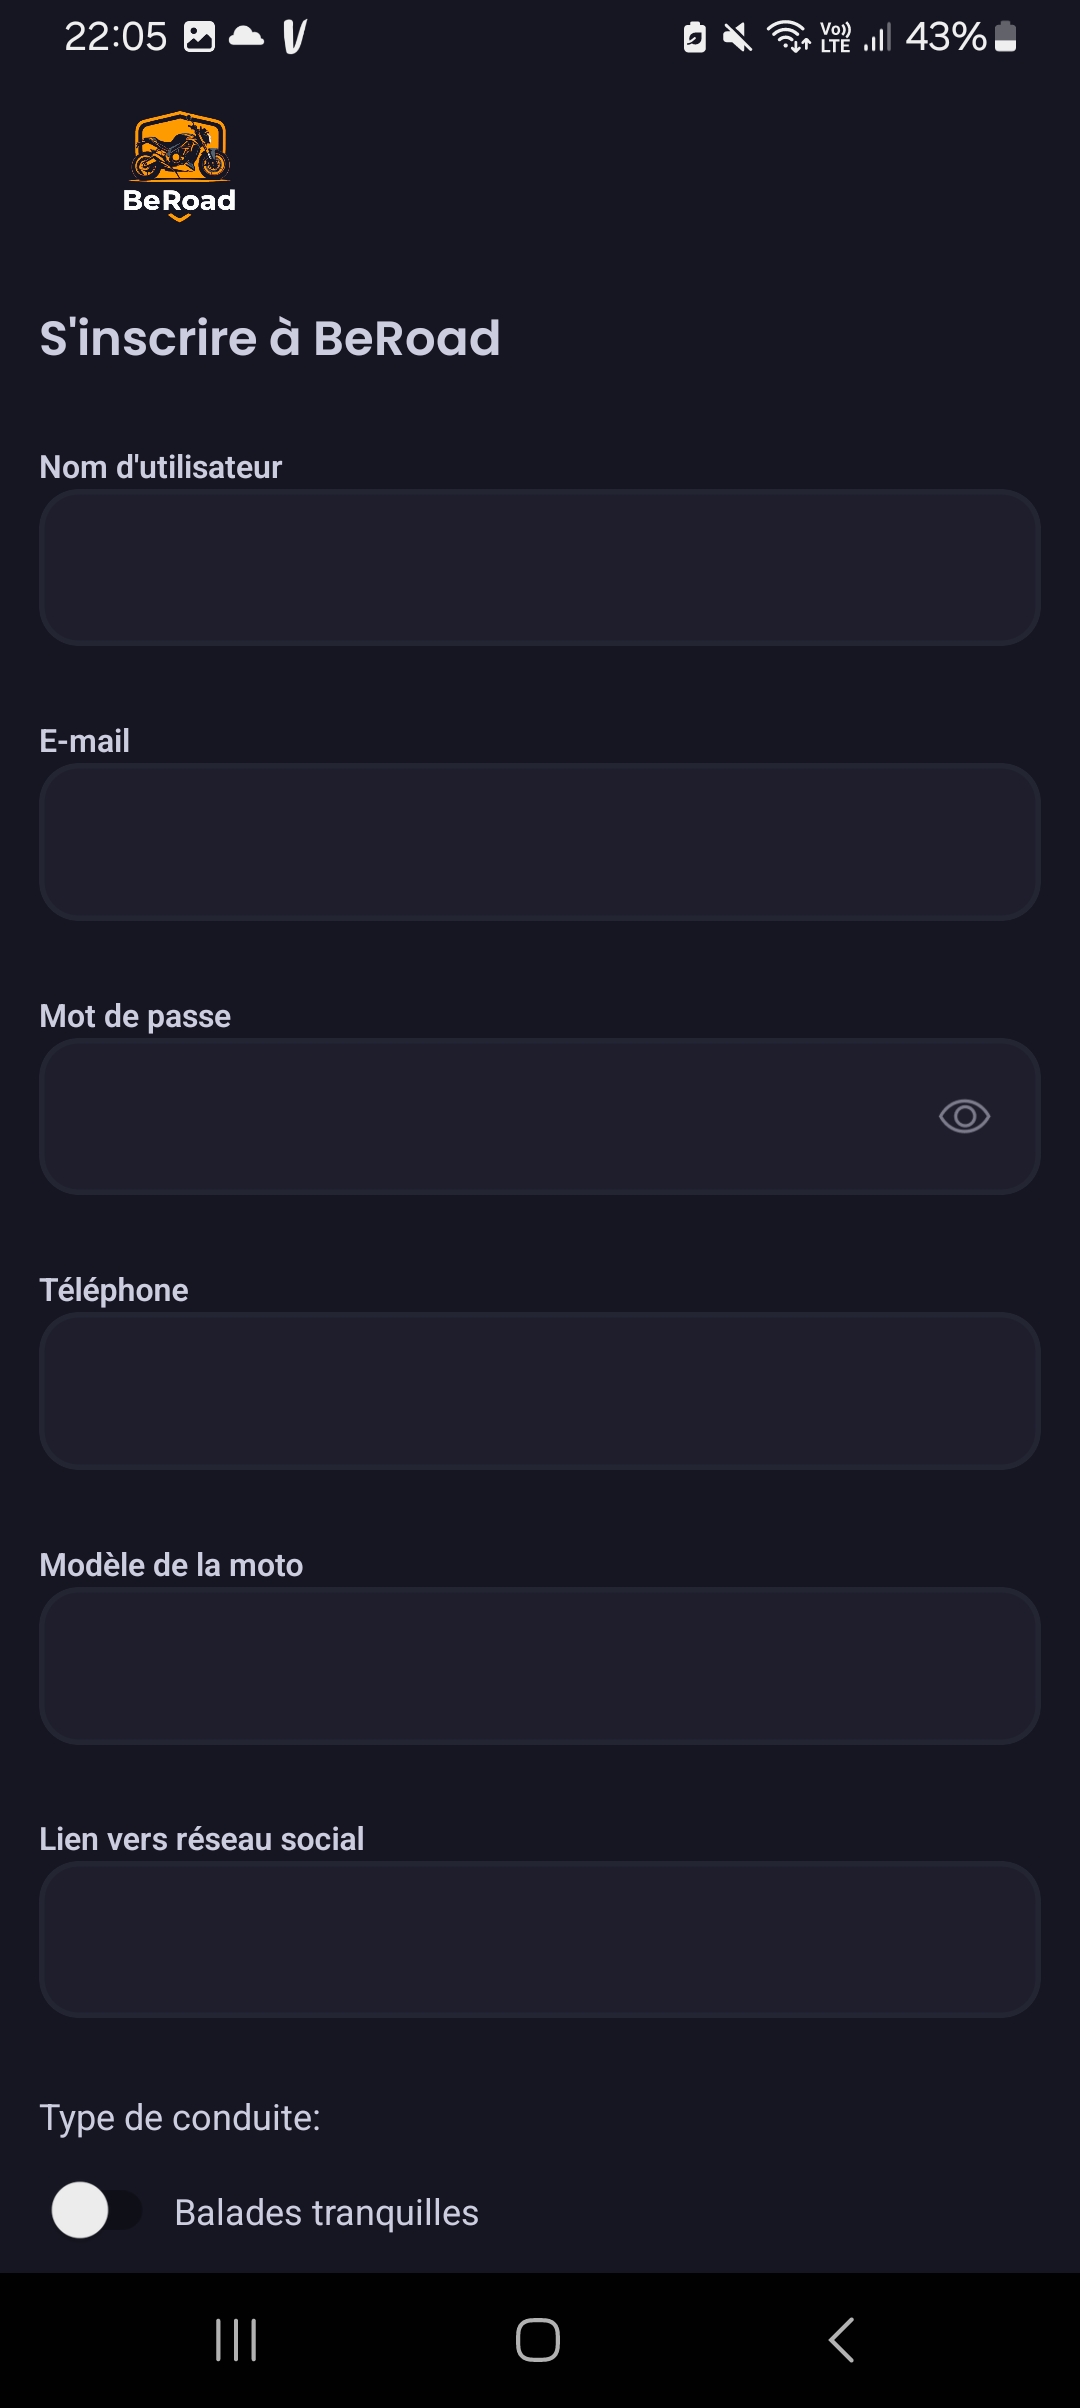 22:05
Vo)) LTE 43%
BeRoad
S'inscrire à BeRoad
Nom d'utilisateur
E-mail
Mot de passe
Téléphone
Modèle de la moto
Lien vers réseau social
Type de conduite:
Balades tranquilles